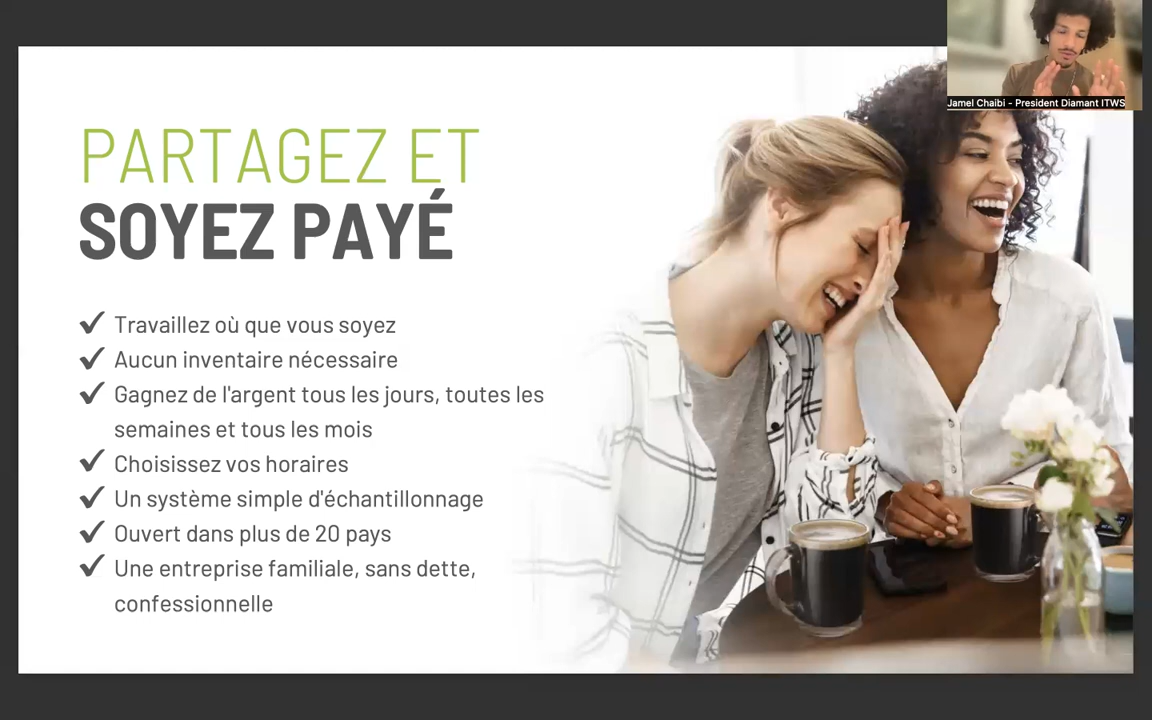 Jamel Chaibi - President Diamant ITWS
PARTAGEZ ET
SOYEZ PAYÉ
Travaillez où que vous soyez
Aucun inventaire nécessaire
Gagnez de l'argent tous les jours, toutes les
semaines et tous les mois
Choisissez vos horaires
Un système simple d'échantillonnage
Ouvert dans plus de 20 pays
Une entreprise familiale, sans dette,
confessionnelle